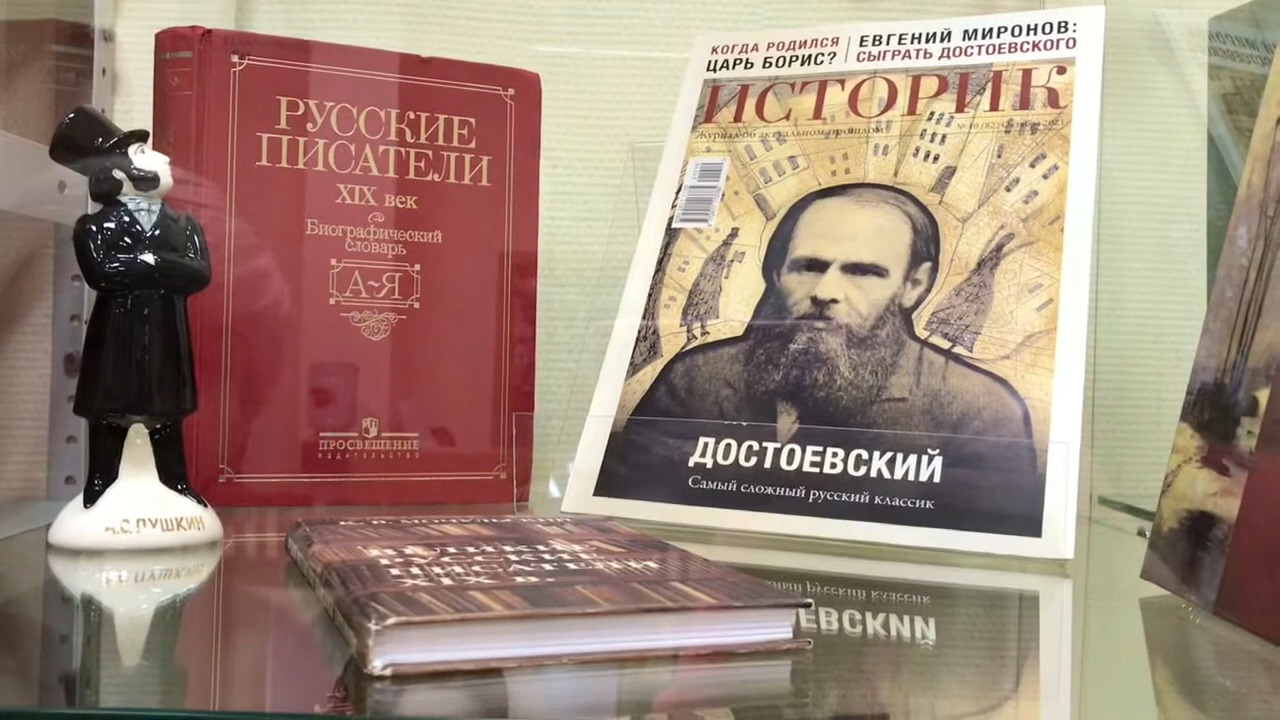 РУССКИЕ
ПИСАТЕЛИ
XIX век
Биографический
словарь
А~Я
ПРОСВЕЩЕНИЕ
ИЗДАТЕЛЬСТВО
А.С.ПУШКИН
КОГДА РОДИЛСЯ
ЦАРЬ БОРИС?
ЕВГЕНИЙ МИРОНОВ:
СЫГРАТЬ ДОСТОЕВСКОГО
ИСТОРИК
Журнал об актуальном прошлом
ДОСТОЕВСКИЙ
Самый сложный русский классик
ВЕЛИКИЕ
РУССКИЕ
ПИСАТЕЛИ
XIX В.